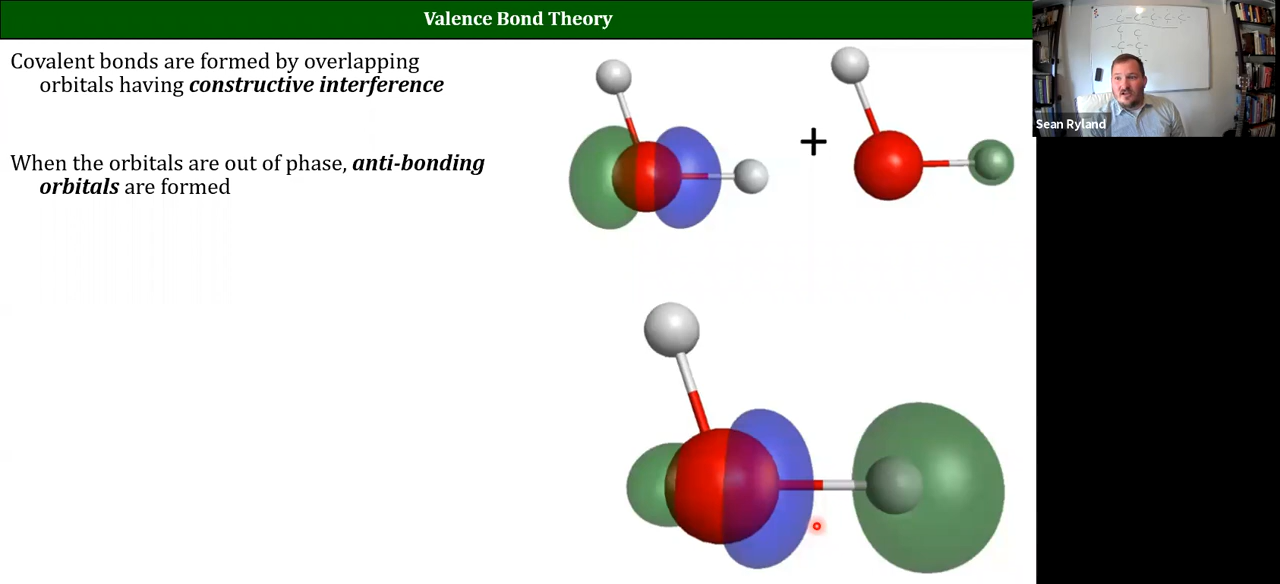 Valence Bond Theory
Covalent bonds are formed by overlapping
orbitals having constructive interference
When the orbitals are out of phase, anti-bonding
orbitals are formed
+
Sean Ryland